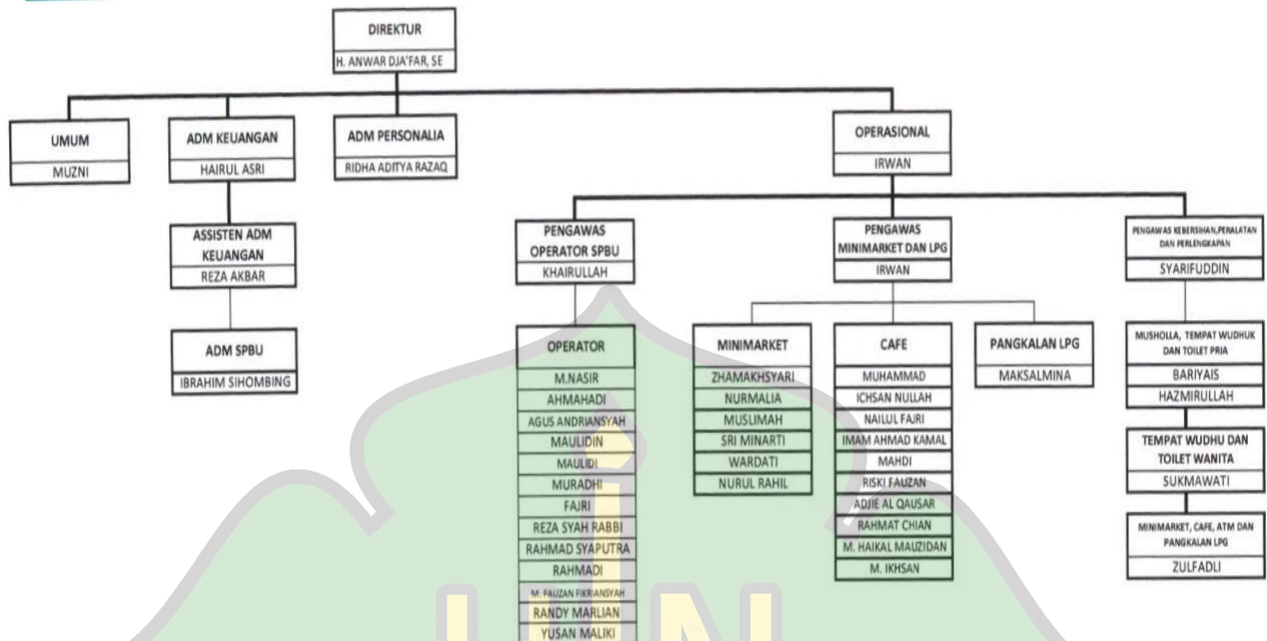 DIREKTUR
H. ANWAR DJA'FAR, SE
UMUM
MUZNI
ADM KEUANGAN
HAIRUL ASRI
ASSISTEN ADM
KEUANGAN
REZA AKBAR
ADM SPBU
IBRAHIM SIHOMBING
ADM PERSONALIA
RIDHA ADITYA RAZAQ
OPERASIONAL
IRWAN
PENGAWAS
OPERATOR SPBU
KHAIRULLAH
OPERATOR
M.NASIR
AHMAHADI
AGUS ANDRIANSYAH
MAULIDIN
MAULIDI
MURADHI
FAJRI
REZA SYAH RABBI
RAHMAD SYAPUTRA
RAHMADI
M. FAUZAN FIKRIANSYAH
RANDY MARLIAN
YUSAN MALIKI
PENGAWAS
MINIMARKET DAN LPG
IRWAN
MINIMARKET
ZHAMAKHSYARI
NURMALIA
MUSLIMAH
SRI MINARTI
WARDATI
NURUL RAHIL
CAFE
MUHAMMAD
ICHSAN NULLAH
NAILUL FAJRI
IMAM AHMAD KAMAL
MAHDI
RISKI FAUZAN
ADJIE AL QAUSAR
RAHMAT CHIAN
M. HAIKAL MAUZIDAN
M. IKHSAN
PANGKALAN LPG
MAKSALMINA
PENGAWAS KEBERSIHAN,PERALATAN
DAN PERLENGKAPAN
SYARIFUDDIN
MUSHOLLA, TEMPAT WUDHUK
DAN TOILET PRIA
BARIYAIS
HAZMIRULLAH
TEMPAT WUDHU DAN
TOILET WANITA
SUKMAWATI
MINIMARKET, CAFE, ATM DAN
PANGKALAN LPG
ZULFADLI